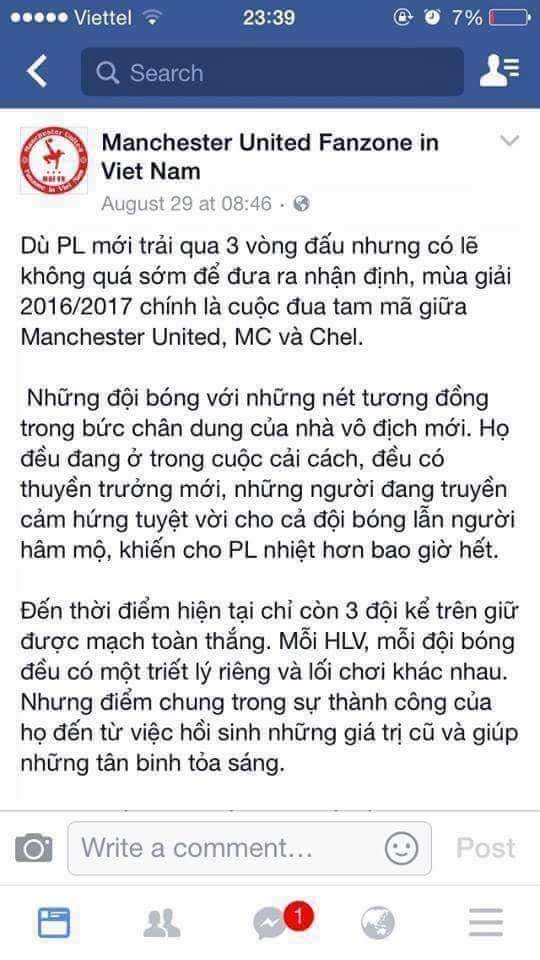 Viettel 23:39 7%
Search
Manchester United Fanzone in
Viet Nam
August 29 at 08:46 ·
Dù PL mới trải qua 3 vòng đấu nhưng có lẽ
không quá sớm để đưa ra nhận định, mùa giải
2016/2017 chính là cuộc đua tam mã giữa
Manchester United, MC và Chel.
Những đội bóng với những nét tương đồng
trong bức chân dung của nhà vô địch mới. Họ
đều đang ở trong cuộc cải cách, đều có
thuyền trưởng mới, những người đang truyền
cảm hứng tuyệt vời cho cả đội bóng lẫn người
hâm mộ, khiến cho PL nhiệt hơn bao giờ hết.
Đến thời điểm hiện tại chỉ còn 3 đội kể trên giữ
được mạch toàn thắng. Mỗi HLV, mỗi đội bóng
đều có một triết lý riêng và lối chơi khác nhau.
Nhưng điểm chung trong sự thành công của
họ đến từ việc hồi sinh những giá trị cũ và giúp
những tân binh tỏa sáng.
Write a comment...
Post
1